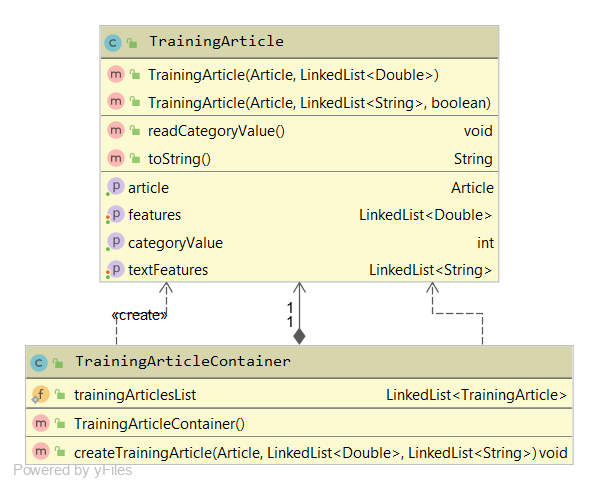 C TrainingArticle
m TrainingArticle(Article, LinkedList<Double>)
m TrainingArticle(Article, LinkedList<String>, boolean)
m readCategoryValue() void
m toString() String
p article Article
p features LinkedList<Double>
p categoryValue int
p textFeatures LinkedList<String>
«create»
1
1
C TrainingArticleContainer
f trainingArticlesList LinkedList<TrainingArticle>
m TrainingArticleContainer()
m createTrainingArticle(Article, LinkedList<Double>, LinkedList<String>) void
Powered by yFiles